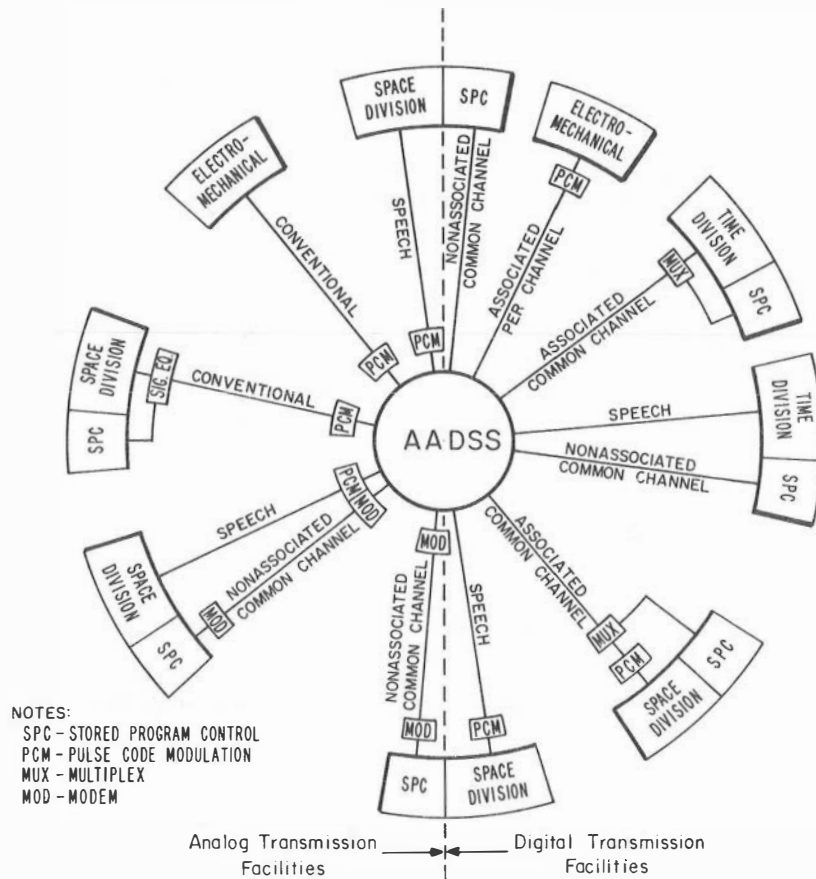 SPACE
DIVISION
SPC
ELECTRO-
MECHANICAL
PCM
ASSOCIATED
PER CHANNEL
NONASSOCIATED
COMMON CHANNEL
SPEECH
PCM
ELECTRO-
MECHANICAL
CONVENTIONAL
PCM
TIME
DIVISION
SPC
MUX
ASSOCIATED
COMMON CHANNEL
SPACE
DIVISION
SPC
SIG. EQ.
CONVENTIONAL
PCM
AADSS
SPEECH
NONASSOCIATED
COMMON CHANNEL
TIME
DIVISION
SPC
PCM
MOD
SPEECH
NONASSOCIATED
COMMON CHANNEL
MOD
SPACE
DIVISION
SPC
MOD
NONASSOCIATED
COMMON CHANNEL
MOD
SPC
SPEECH
PCM
SPACE
DIVISION
ASSOCIATED
COMMON CHANNEL
MUX
PCM
SPACE
DIVISION
SPC
NOTES:
SPC - STORED PROGRAM CONTROL
PCM - PULSE CODE MODULATION
MUX - MULTIPLEX
MOD - MODEM
Analog Transmission
Facilities
Digital Transmission
Facilities